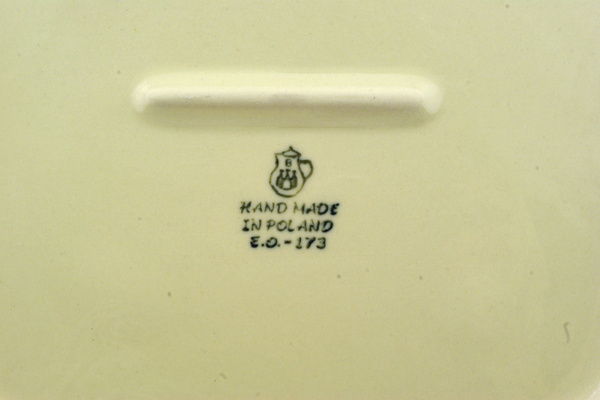 B
HAND MADE
IN POLAND
E.O.-173